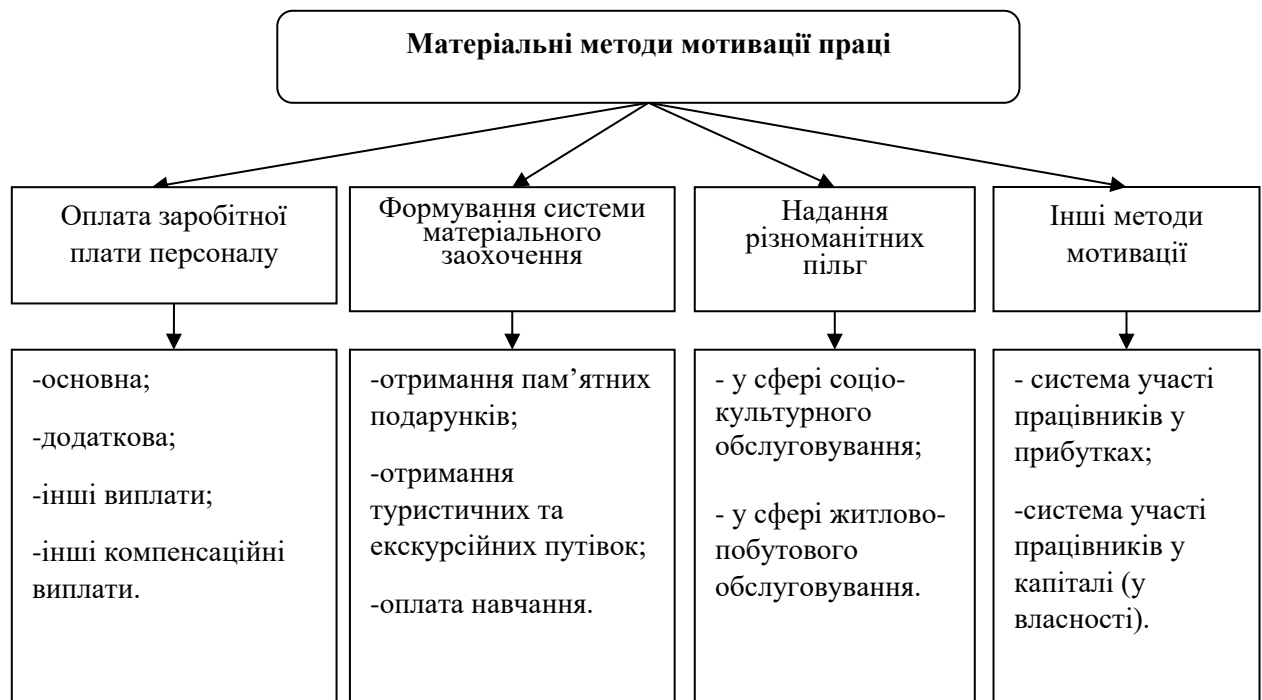 Матеріальні методи мотивації праці
Оплата заробітної
плати персоналу
Формування системи
матеріального
заохочення
Надання
різноманітних
пільг
Інші методи
мотивації
-основна;
-додаткова;
-інші виплати;
-інші компенсаційні
виплати.
-отримання пам’ятних
подарунків;
-отримання
туристичних та
екскурсійних путівок;
-оплата навчання.
- у сфері соціо-
культурного
обслуговування;
- у сфері житлово-
побутового
обслуговування.
- система участі
працівників у
прибутках;
-система участі
працівників у
капіталі (у
власності).